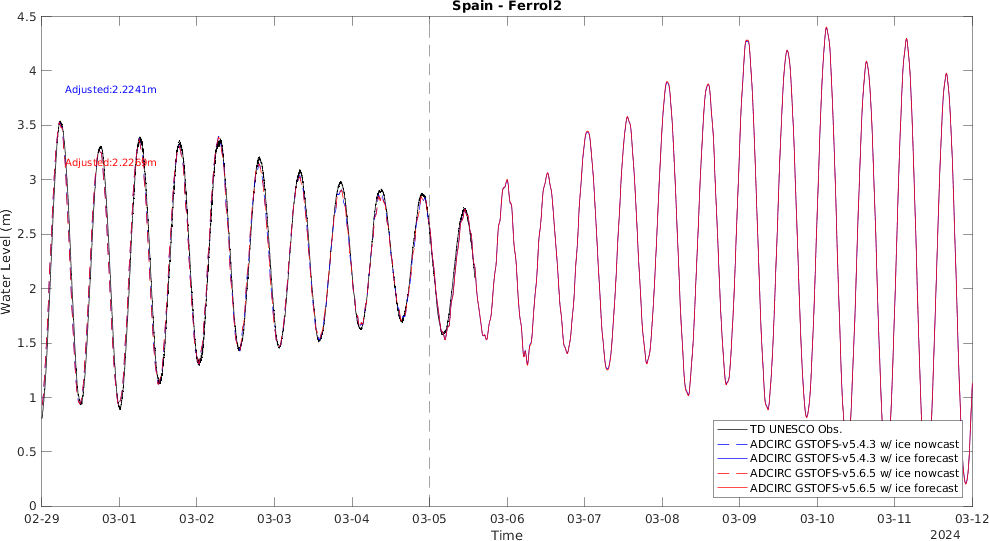 Spain - Ferrol2
4.5
4
3.5
3
2.5
2
1.5
1
0.5
0
Water Level (m)
Adjusted:2.2241m
Adjusted:2.2269m
TD UNESCO Obs.
ADCIRC GSTOFS-v5.4.3 w/ ice nowcast
ADCIRC GSTOFS-v5.4.3 w/ ice forecast
ADCIRC GSTOFS-v5.6.5 w/ ice nowcast
ADCIRC GSTOFS-v5.6.5 w/ ice forecast
02-29 03-01 03-02 03-03 03-04 03-05 03-06 03-07 03-08 03-09 03-10 03-11 03-12
Time
2024